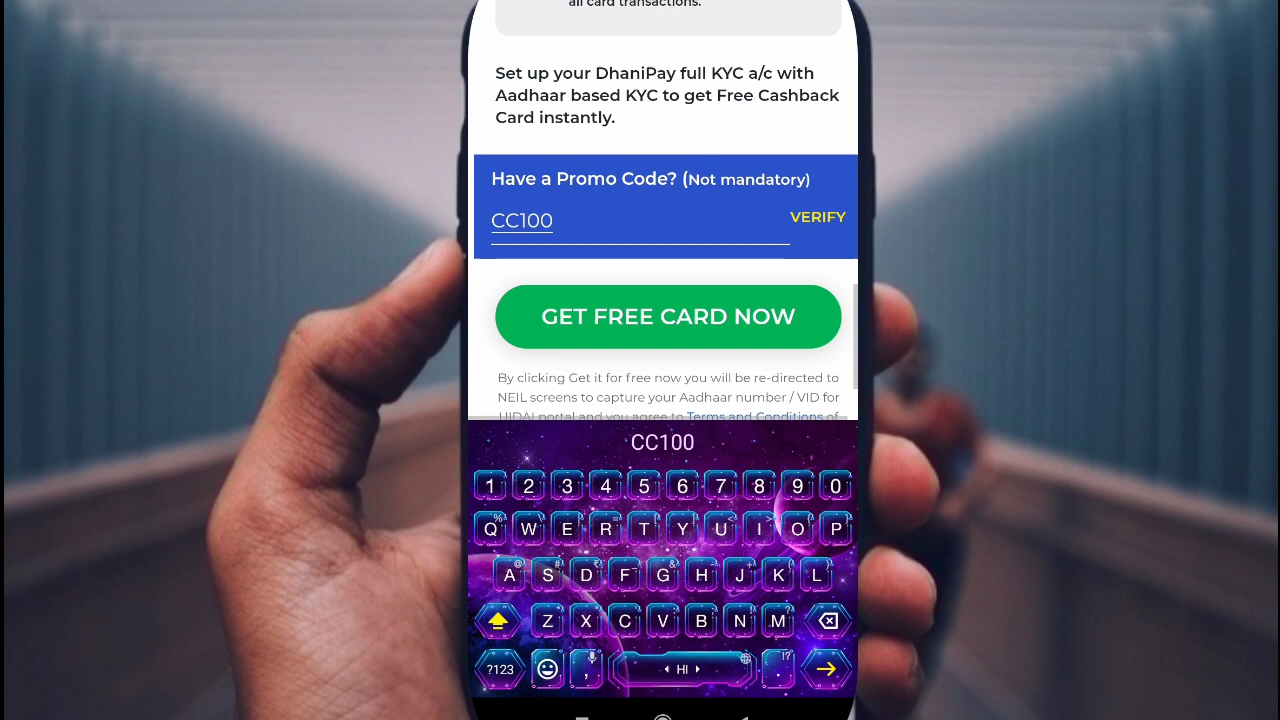 all card transactions.
Set up your DhaniPay full KYC a/c with
Aadhaar based KYC to get Free Cashback
Card instantly.
Have a Promo Code? (Not mandatory)
CC100
VERIFY
GET FREE CARD NOW
By clicking Get it for free now you will be re-directed to
NEIL screens to capture your Aadhaar number / VID for
UIDAI portal and you agree to Terms and Conditions of
CC100
1 2 3 4 5 6 7 8 9 0
Q W E R T Y U I O P
A S D F G H J K L
Z X C V B N M
?123 , HI .